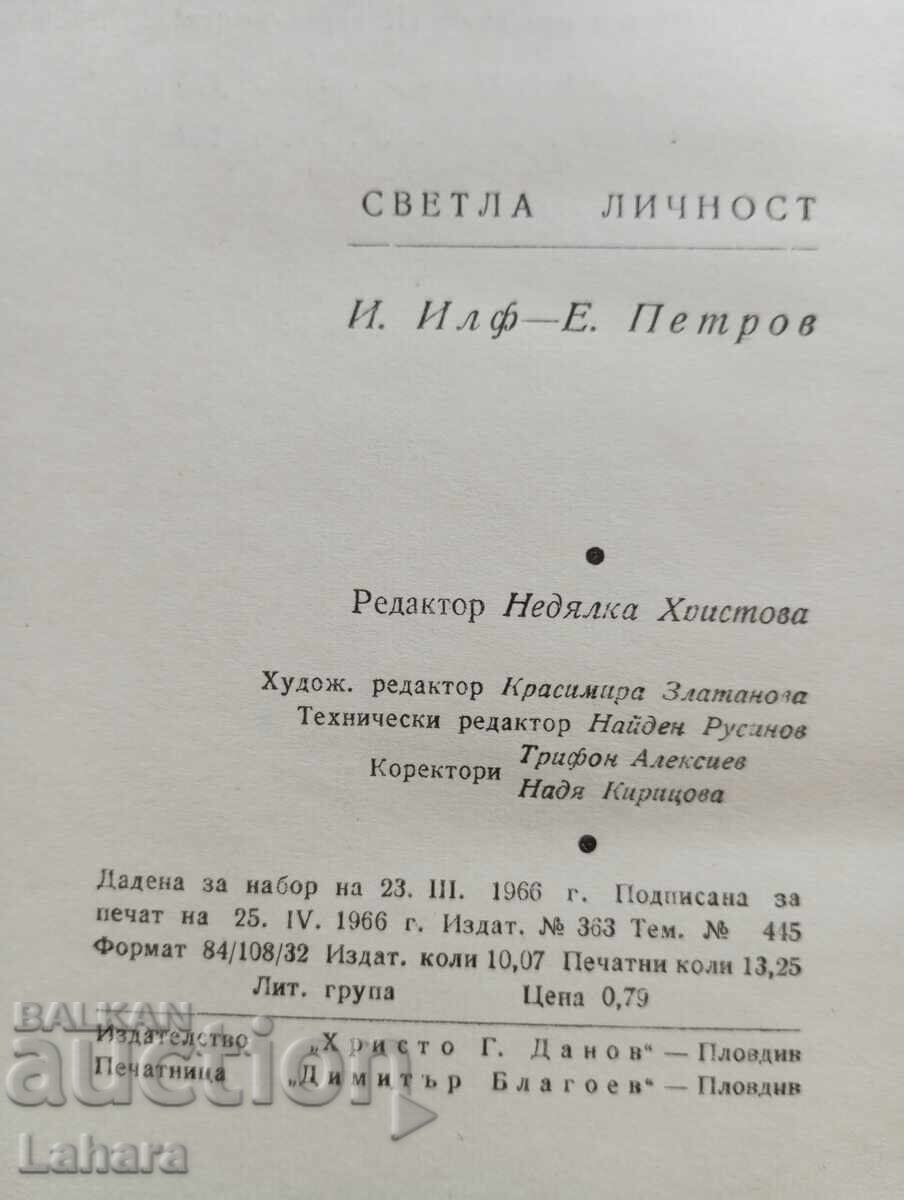 СВЕТЛА ЛИЧНОСТ
И. Илф—Е. Петров
Редактор Недялка Христова
Худож. редактор Красимира Златанова
Технически редактор Найден Русинов
Коректори Трифон Алексиев
Надя Кирицова
Дадена за набор на 23. III. 1966 г. Подписана за
печат на 25. IV. 1966 г. Издат. № 363 Тем. № 445
Формат 84/108/32 Издат. коли 10,07 Печатни коли 13,25
Лит. група Цена 0,79
Издателство „Христо Г. Данов“ — Пловдив
Печатница „Димитър Благоев“ — Пловдив
BALKAN
auction
Lahara